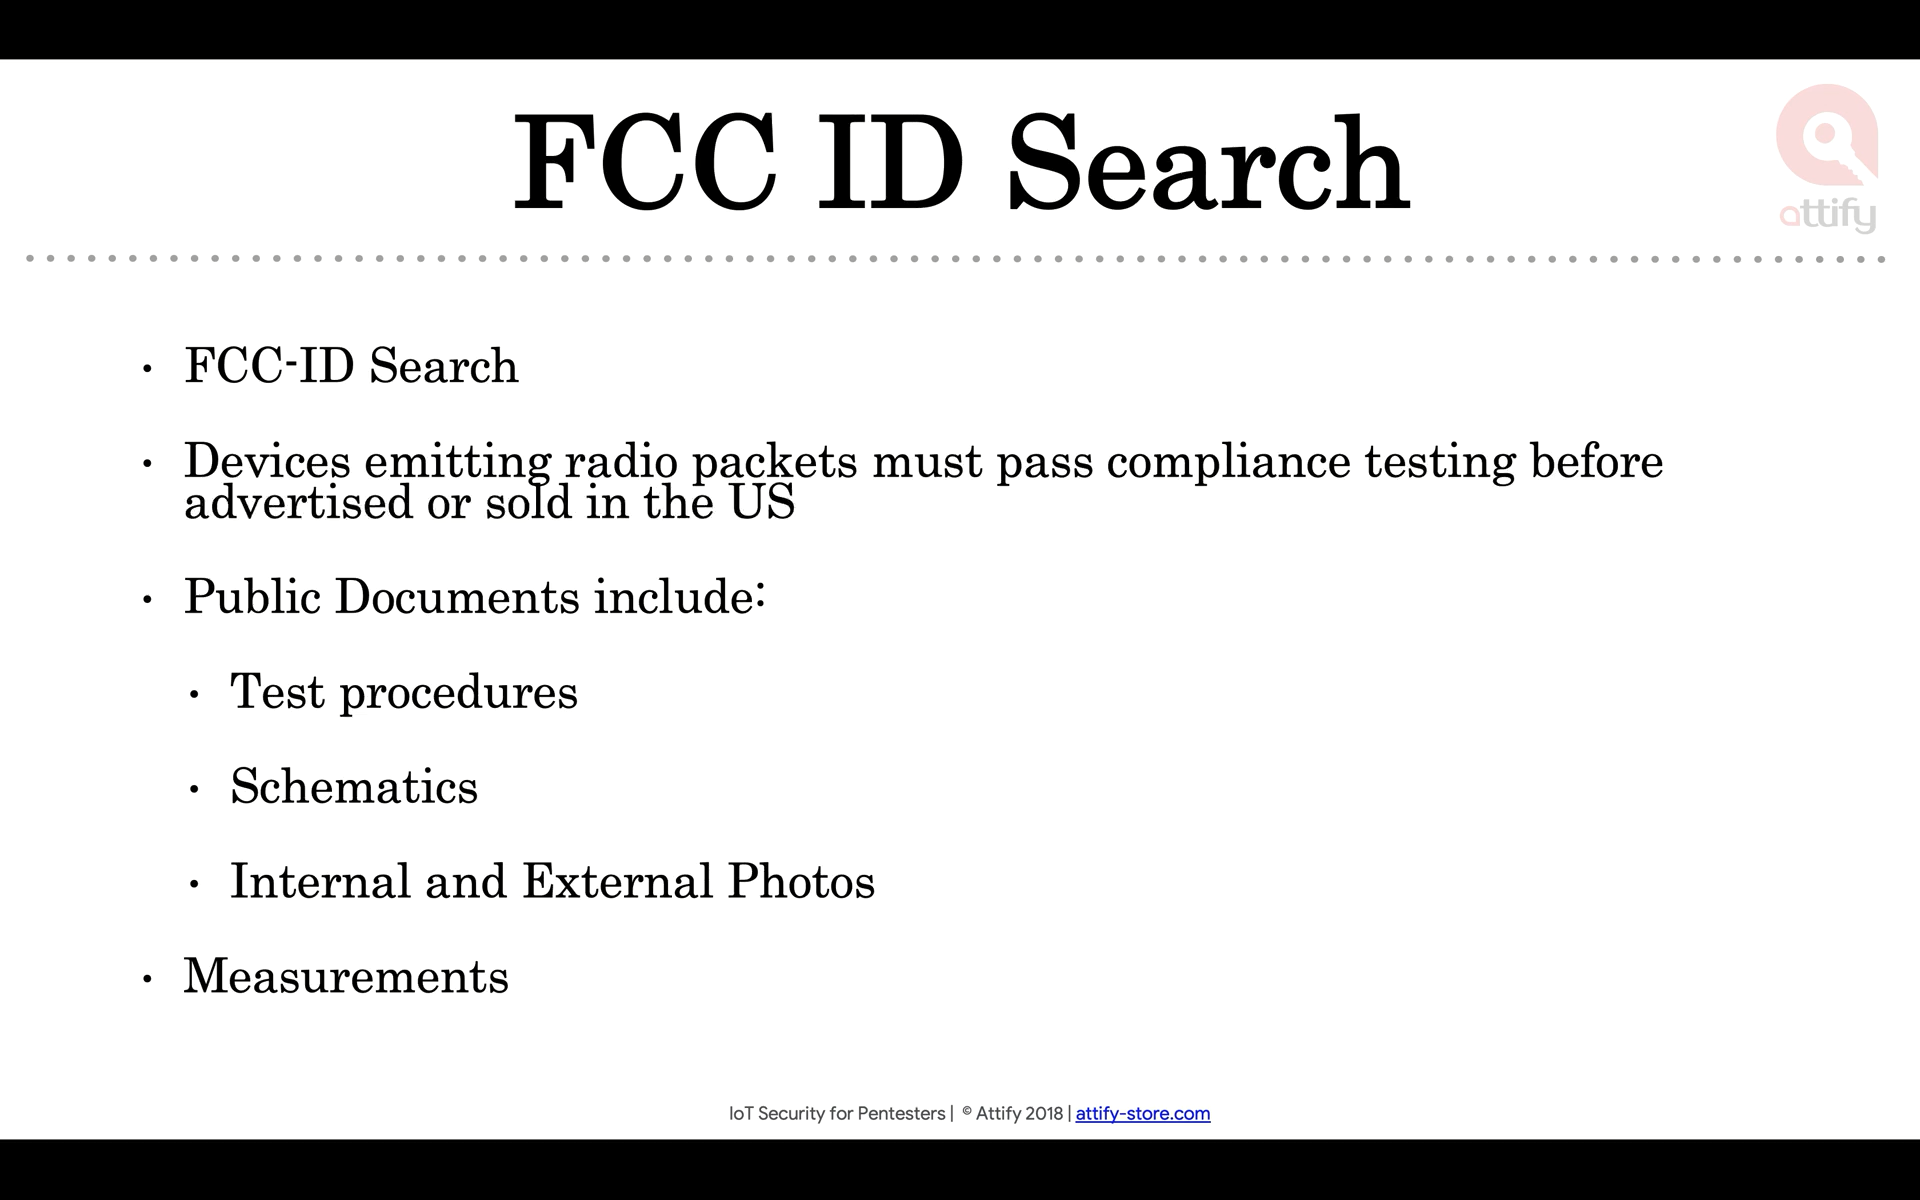 FCC ID Search
attify
• FCC-ID Search
• Devices emitting radio packets must pass compliance testing before
advertised or sold in the US
• Public Documents include:
• Test procedures
• Schematics
• Internal and External Photos
• Measurements
IoT Security for Pentesters | © Attify 2018 | attify-store.com